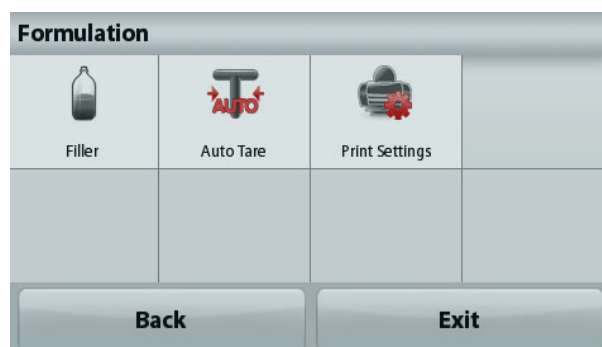 Formulation
AUTO
Filler
Auto Tare
Print Settings
Back
Exit